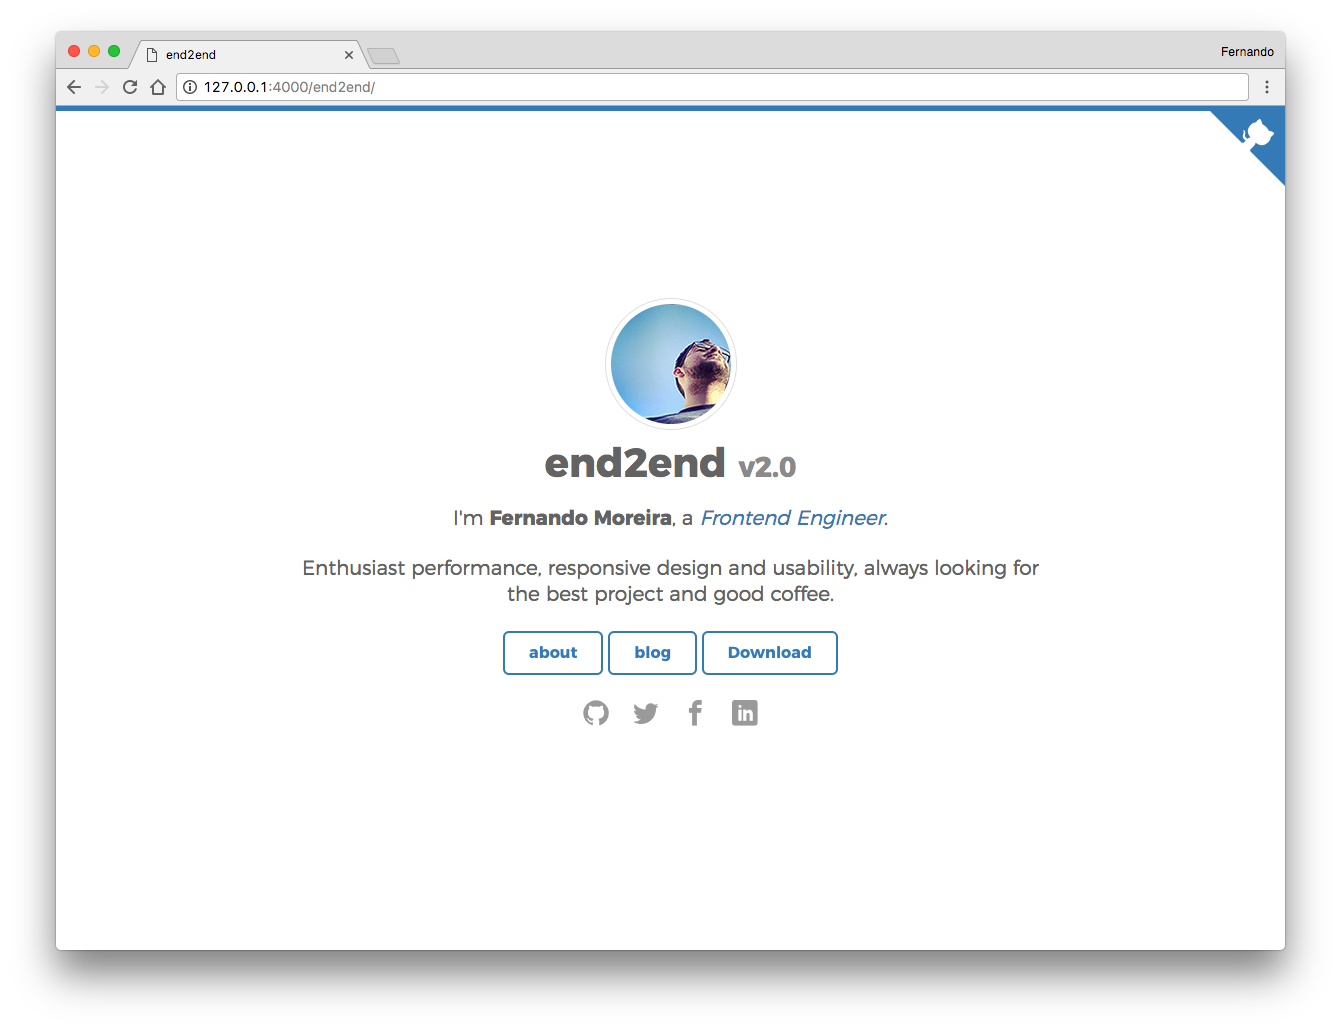 end2end
Fernando
127.0.0.1:4000/end2end/
end2end v2.0
I'm Fernando Moreira, a Frontend Engineer.
Enthusiast performance, responsive design and usability, always looking for
the best project and good coffee.
about blog Download
in